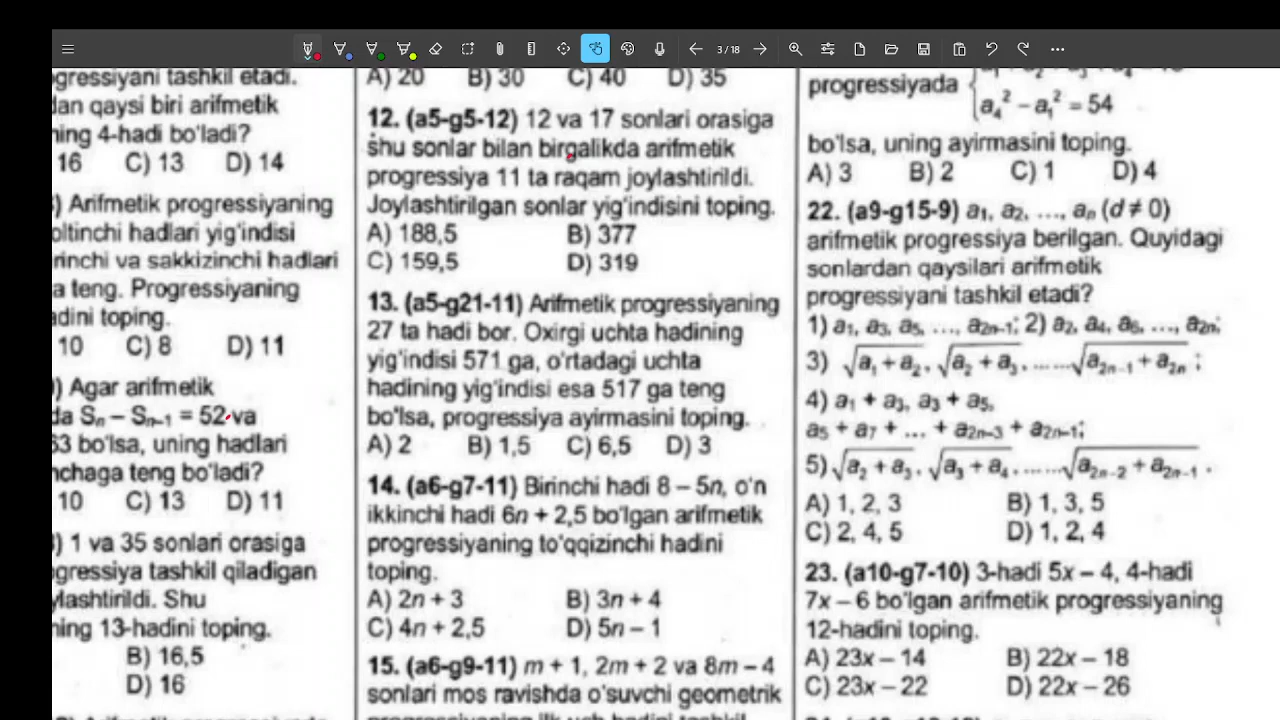 3/18
gressiyani tashkil etadi.
dan qaysi biri arifmetik
ning 4-hadi bo'ladi?
16 C) 13 D) 14
) Arifmetik progressiyaning
oltinchi hadlari yig'indisi
rinchi va sakkizinchi hadlari
a teng. Progressiyaning
adini toping.
10 C) 8 D) 11
) Agar arifmetik
da Sₙ – Sₙ₋₁ = 52 va
63 bo'lsa, uning hadlari
nchaga teng bo'ladi?
10 C) 13 D) 11
) 1 va 35 sonlari orasiga
gressiya tashkil qiladigan
ylashtirildi. Shu
ning 13-hadini toping.
B) 16,5
D) 16
A) 20 B) 30 C) 40 D) 35
12. (a5-g5-12) 12 va 17 sonlari orasiga
shu sonlar bilan birgalikda arifmetik
progressiya 11 ta raqam joylashtirildi.
Joylashtirilgan sonlar yig'indisini toping.
A) 188,5 B) 377
C) 159,5 D) 319
13. (a5-g21-11) Arifmetik progressiyaning
27 ta hadi bor. Oxirgi uchta hadining
yig'indisi 571 ga, o'rtadagi uchta
hadining yig'indisi esa 517 ga teng
bo'lsa, progressiya ayirmasini toping.
A) 2 B) 1,5 C) 6,5 D) 3
14. (a6-g7-11) Birinchi hadi 8 – 5n, o'n
ikkinchi hadi 6n + 2,5 bo'lgan arifmetik
progressiyaning to'qqizinchi hadini
toping.
A) 2n + 3 B) 3n + 4
C) 4n + 2,5 D) 5n – 1
15. (a6-g9-11) m + 1, 2m + 2 va 8m – 4
sonlari mos ravishda o'suvchi geometrik
progressiyada
a₄² – a₁² = 54
bo'lsa, uning ayirmasini toping.
A) 3 B) 2 C) 1 D) 4
22. (a9-g15-9) a₁, a₂, ..., aₙ (d ≠ 0)
arifmetik progressiya berilgan. Quyidagi
sonlardan qaysilari arifmetik
progressiyani tashkil etadi?
1) a₁, a₃, a₅, ..., a₂ₙ₋₁; 2) a₂, a₄, a₆, ..., a₂ₙ;
3) √(a₁ + a₂), √(a₂ + a₃), ......√(a₂ₙ₋₁ + a₂ₙ) ;
4) a₁ + a₃, a₃ + a₅,
a₅ + a₇ + ... + a₂ₙ₋₃ + a₂ₙ₋₁;
5) √(a₂ + a₃), √(a₃ + a₄), ......√(a₂ₙ₋₂ + a₂ₙ₋₁) .
A) 1, 2, 3 B) 1, 3, 5
C) 2, 4, 5 D) 1, 2, 4
23. (a10-g7-10) 3-hadi 5x – 4, 4-hadi
7x – 6 bo'lgan arifmetik progressiyaning
12-hadini toping.
A) 23x – 14 B) 22x – 18
C) 23x – 22 D) 22x – 26